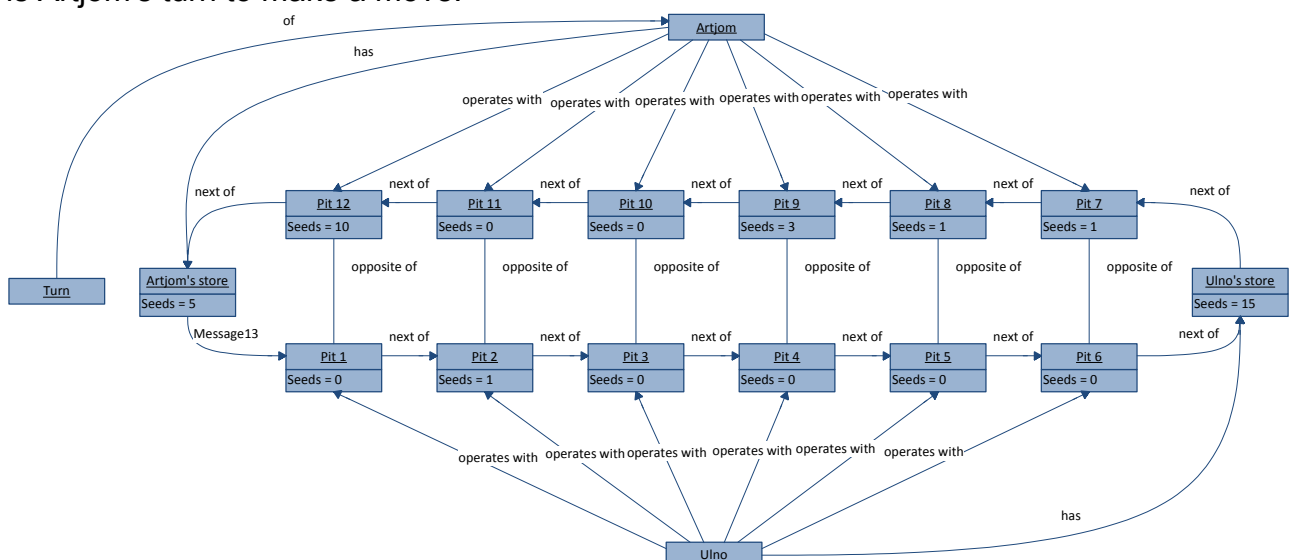 is Artjom's turn to make a move.
of
Artjom
has
operates with operates with operates with operates with operates with operates with
next of next of next of next of next of next of next of
Pit 12 Pit 11 Pit 10 Pit 9 Pit 8 Pit 7
Seeds = 10 Seeds = 0 Seeds = 0 Seeds = 3 Seeds = 1 Seeds = 1
opposite of opposite of opposite of opposite of opposite of opposite of
Turn Artjom's store Ulno's store
Seeds = 5 Seeds = 15
Message13 next of next of next of next of next of next of
Pit 1 Pit 2 Pit 3 Pit 4 Pit 5 Pit 6
Seeds = 0 Seeds = 1 Seeds = 0 Seeds = 0 Seeds = 0 Seeds = 0
operates with operates with operates with operates with operates with operates with
has
Ulno